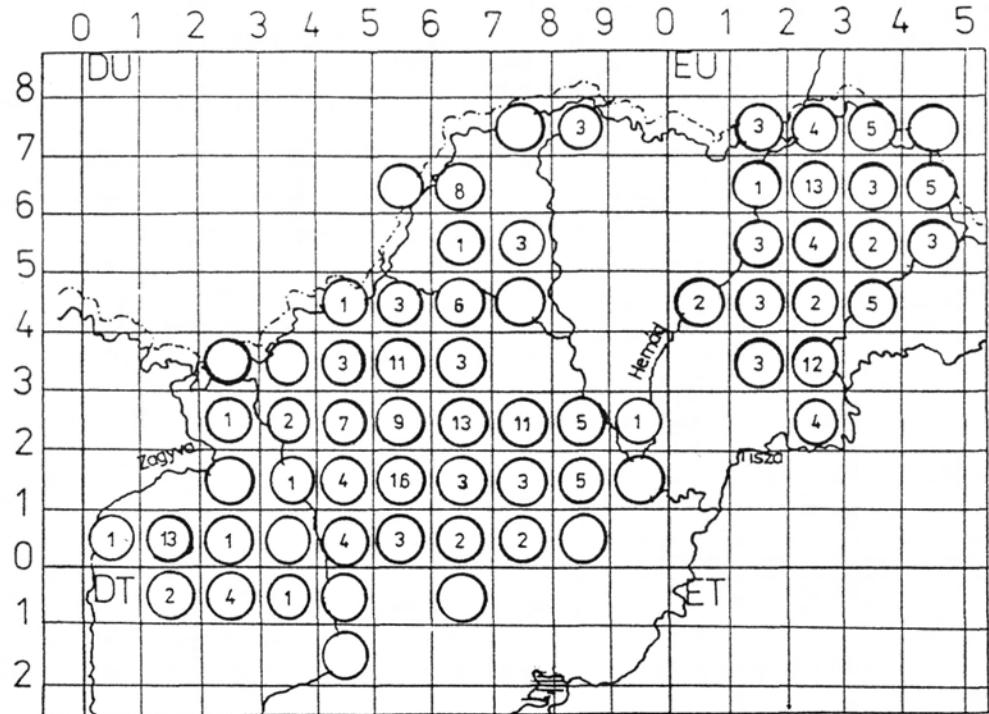 0 1 2 3 4 5 6 7 8 9 0 1 2 3 4 5
DU EU
8
3 3 4 5
7
8 1 13 3 5
6
1 3 3 4 2 3
5
1 3 6 2 3 2 5
4
Hernád
3 11 3 3 12
3
1 2 7 9 13 11 5 1 4
2
Zagyva Tisza
1 4 16 3 3 5
1
1 13 1 4 3 2 2
0
DT ET
2 4 1
1
2